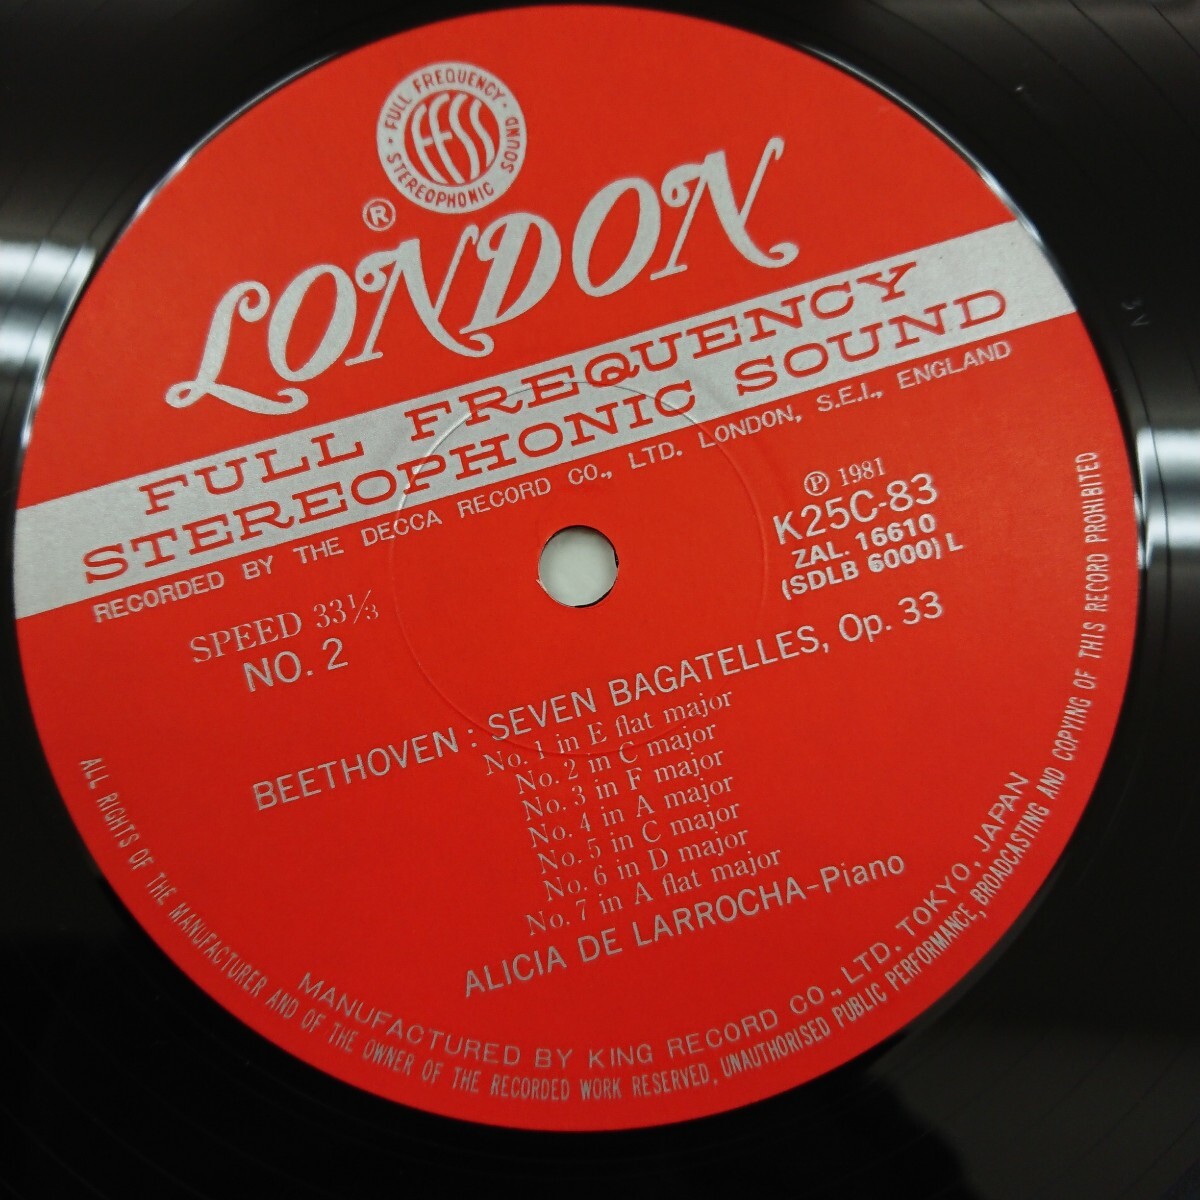 FULL FREQUENCY
STEREOPHONIC SOUND
FFSS
®
LONDON
FULL FREQUENCY
STEREOPHONIC SOUND
RECORDED BY THE DECCA RECORD CO., LTD. LONDON, S.E.I., ENGLAND
SPEED 33⅓
NO. 2
Ⓟ 1981
K25C-83
ZAL. 16610
(SDLB 6000) L
BEETHOVEN : SEVEN BAGATELLES, Op. 33
No. 1 in E flat major
No. 2 in C major
No. 3 in F major
No. 4 in A major
No. 5 in C major
No. 6 in D major
No. 7 in A flat major
ALICIA DE LARROCHA-Piano
MANUFACTURED BY KING RECORD CO., LTD. TOKYO, JAPAN
ALL RIGHTS OF THE MANUFACTURER AND OF THE OWNER OF THE RECORDED WORK RESERVED, UNAUTHORISED PUBLIC PERFORMANCE, BROADCASTING AND COPYING OF THIS RECORD PROHIBITED